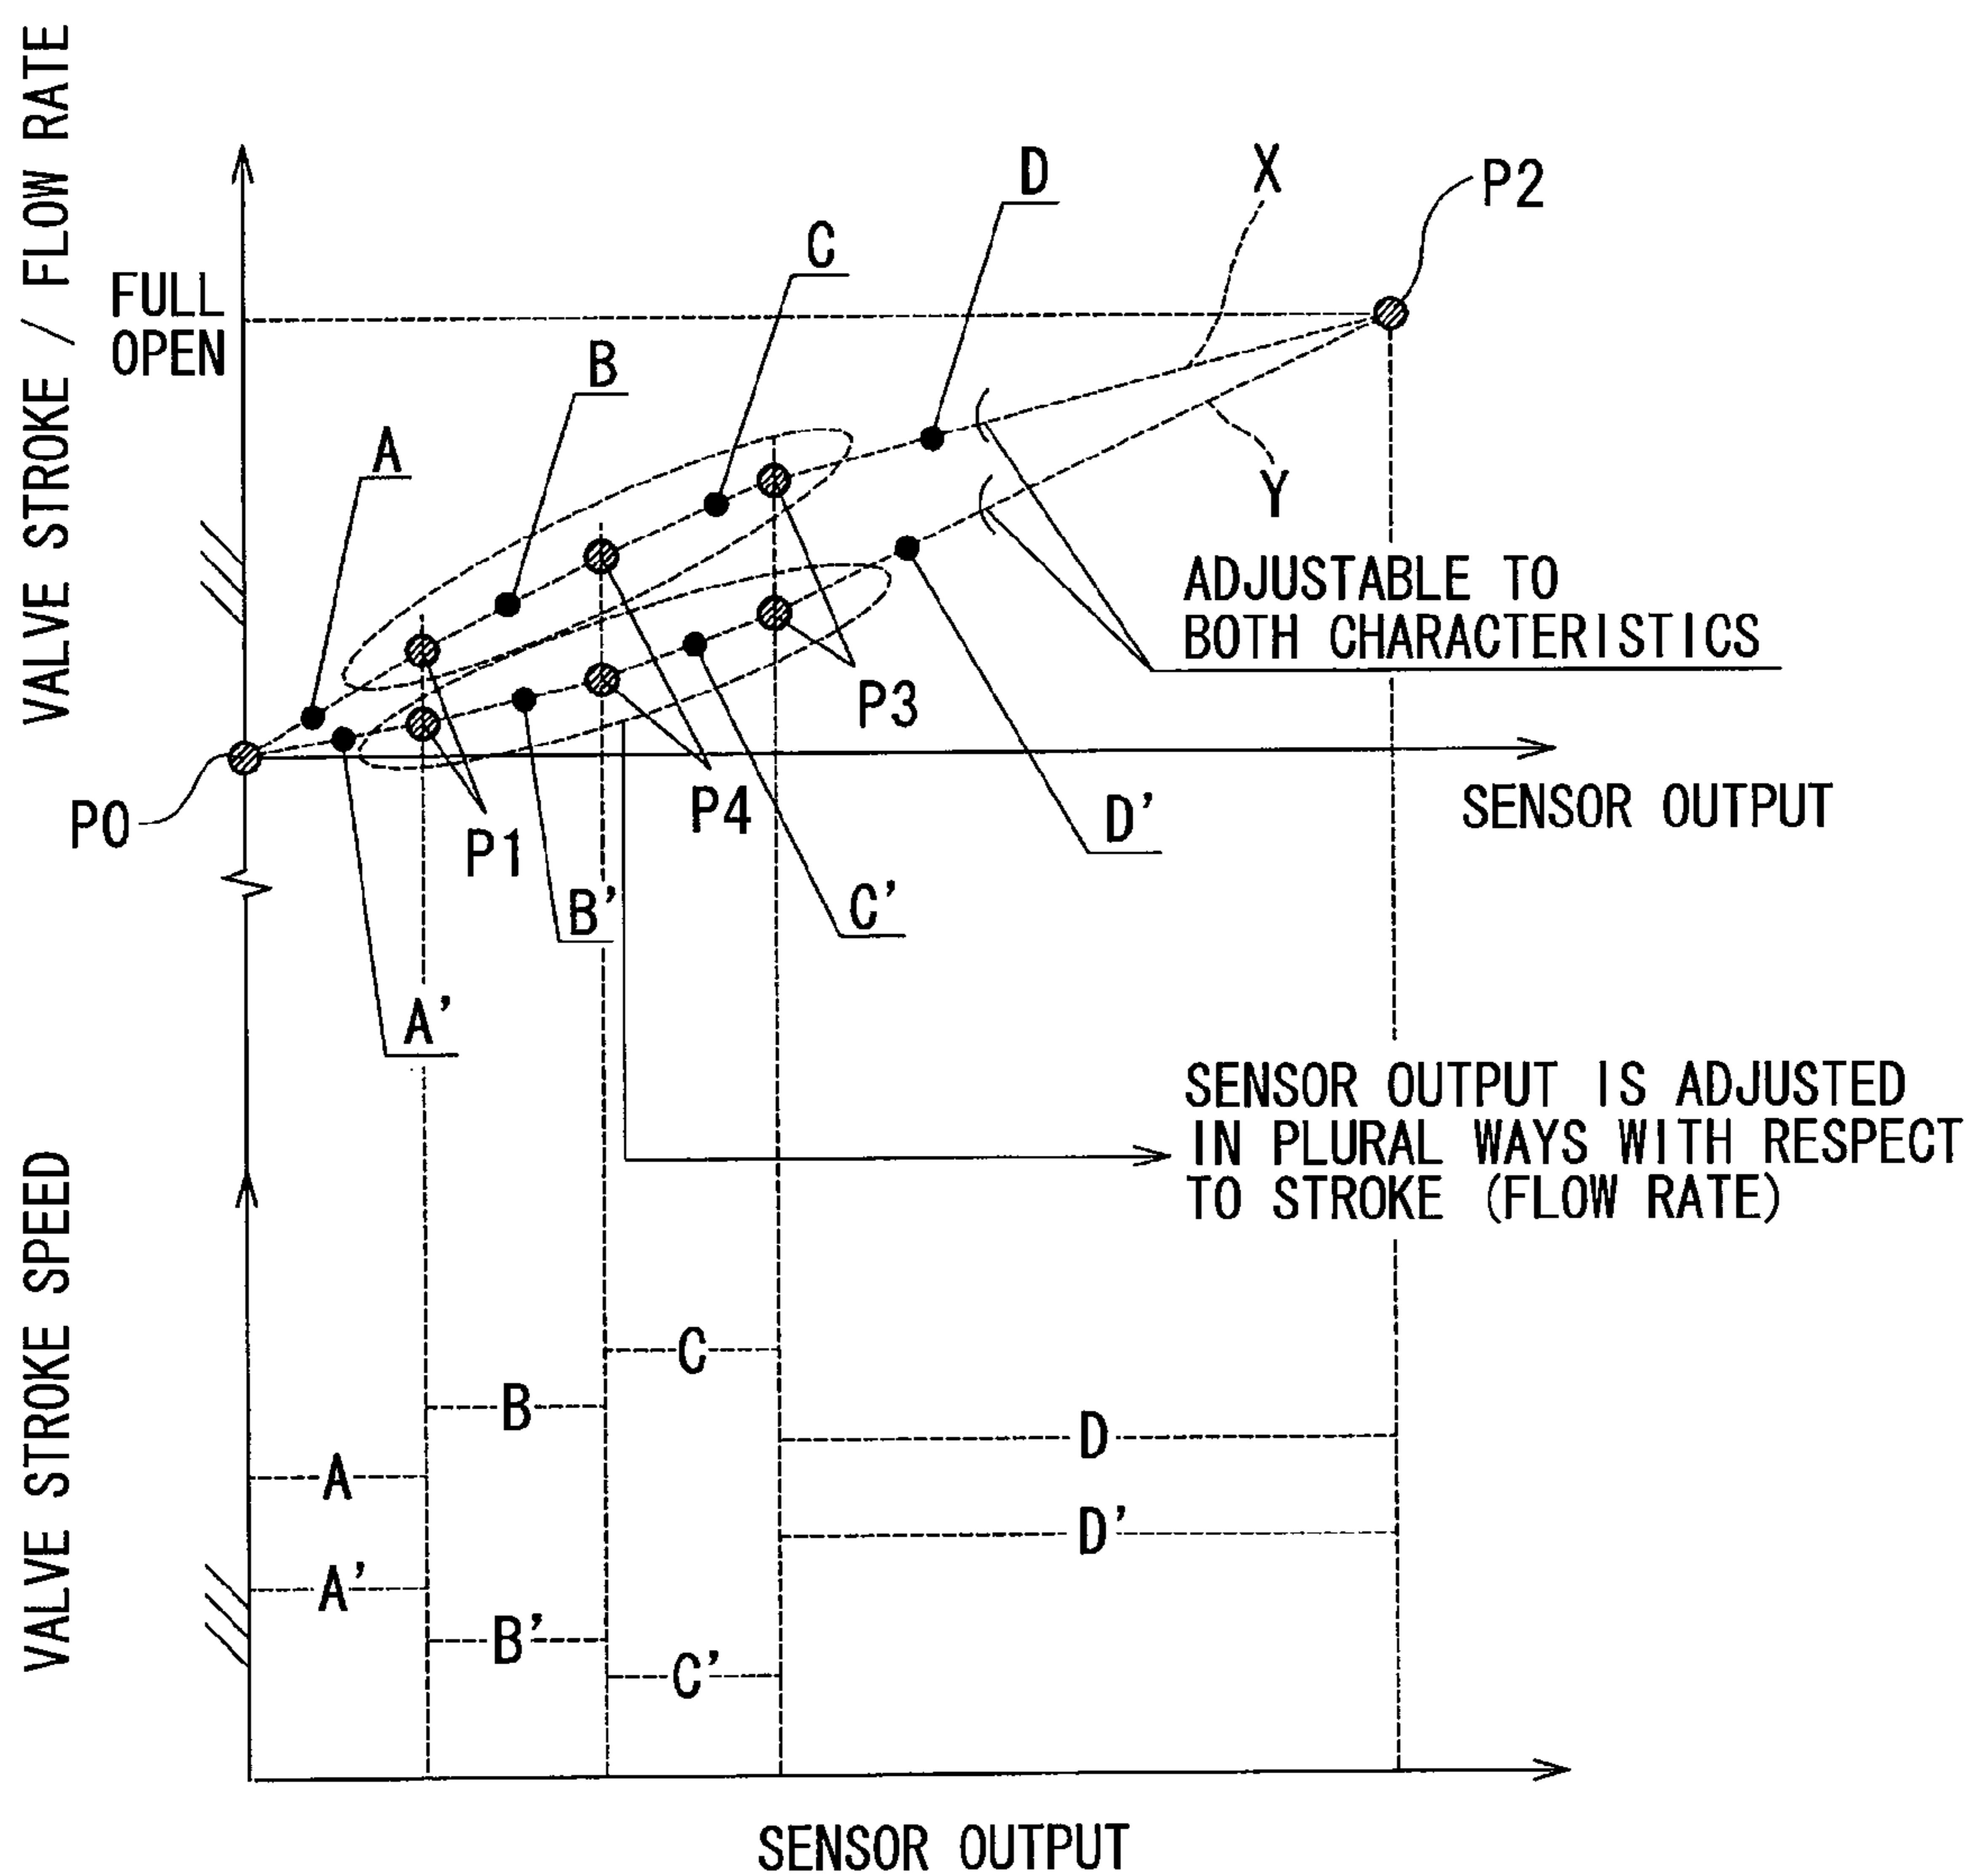 VALVE STROKE / FLOW RATE
FULL
OPEN
A
B
C
D
X
P2
Y
ADJUSTABLE TO
BOTH CHARACTERISTICS
P3
P4
P1
P0
SENSOR OUTPUT
A'
B'
C'
D'
SENSOR OUTPUT IS ADJUSTED
IN PLURAL WAYS WITH RESPECT
TO STROKE (FLOW RATE)
VALVE STROKE SPEED
A
B
C
D
A'
B'
C'
D'
SENSOR OUTPUT